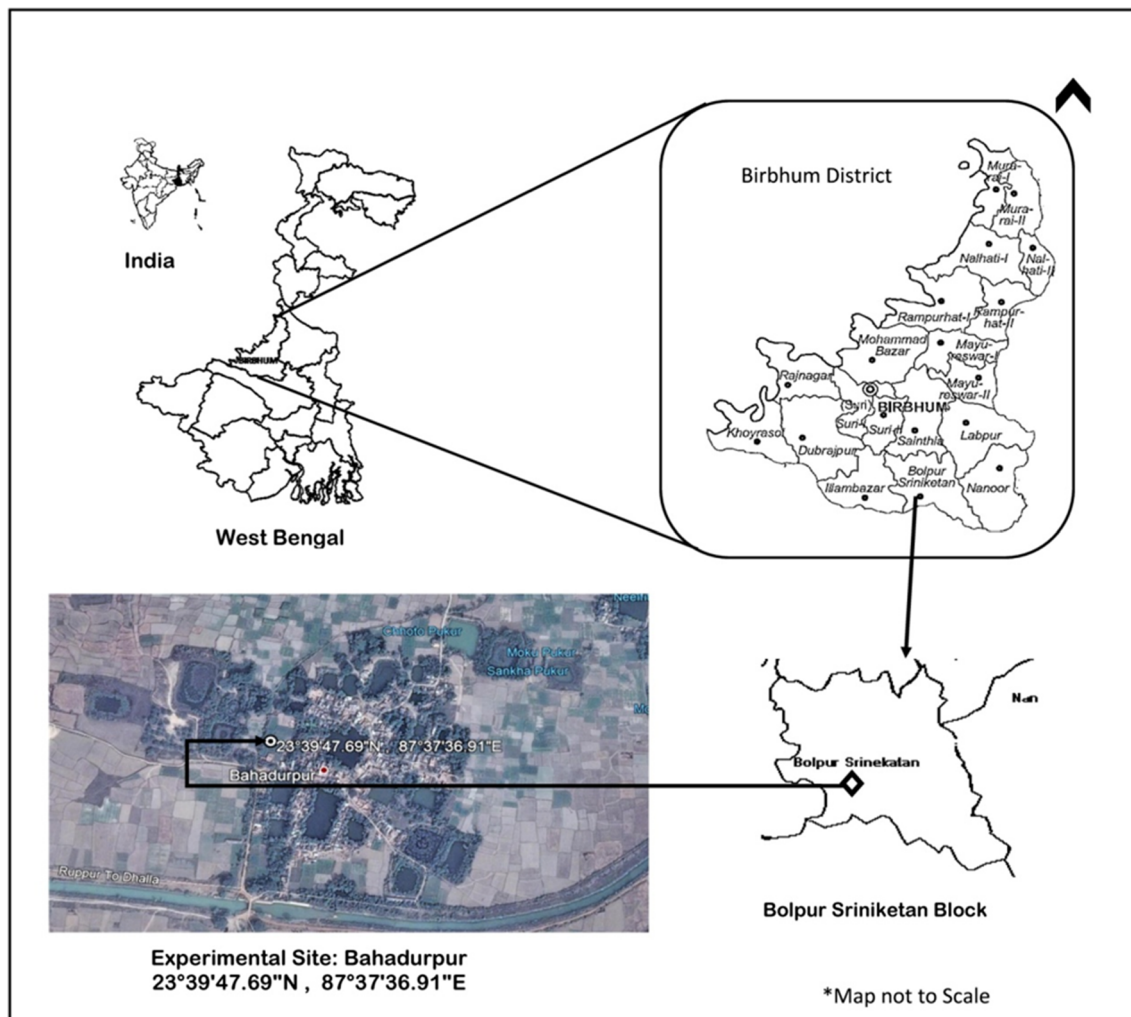 India
BIRBHUM
West Bengal
Birbhum District
Mura-
rai-I
Mura-
rai-II
Nalhati-I
Nal-
hati-II
Rampurhat-I
Rampur-
hat-II
Mohammad
Bazar
Mayu-
reswar-I
Rajnagar
Mayu-
reswar-II
(Suri)
BIRBHUM
Suri-I
Suri-II
Sainthia
Labpur
Khoyrasol
Dubrajpur
Bolpur
Sriniketan
Illambazar
Nanoor
Chhoto Pukur
Moku Pukur
Sankha Pukur
23°39'47.69"N , 87°37'36.91"E
Bahadurpur
Ruppur To Dhalla
Experimental Site: Bahadurpur
23°39'47.69"N , 87°37'36.91"E
Nan
Bolpur Srinekatan
Bolpur Sriniketan Block
*Map not to Scale